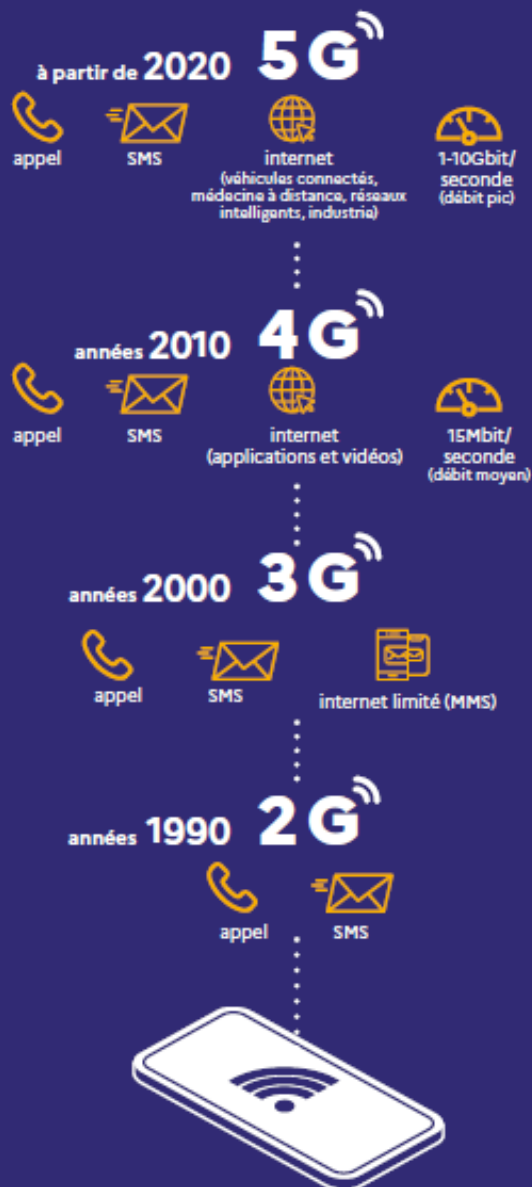 à partir de 2020 5G
appel
SMS
internet
(véhicules connectés,
médecine à distance, réseaux
intelligents, industrie)
1-10Gbit/
seconde
(débit pic)
années 2010 4G
appel
SMS
internet
(applications et vidéos)
15Mbit/
seconde
(débit moyen)
années 2000 3G
appel
SMS
internet limité (MMS)
années 1990 2G
appel
SMS